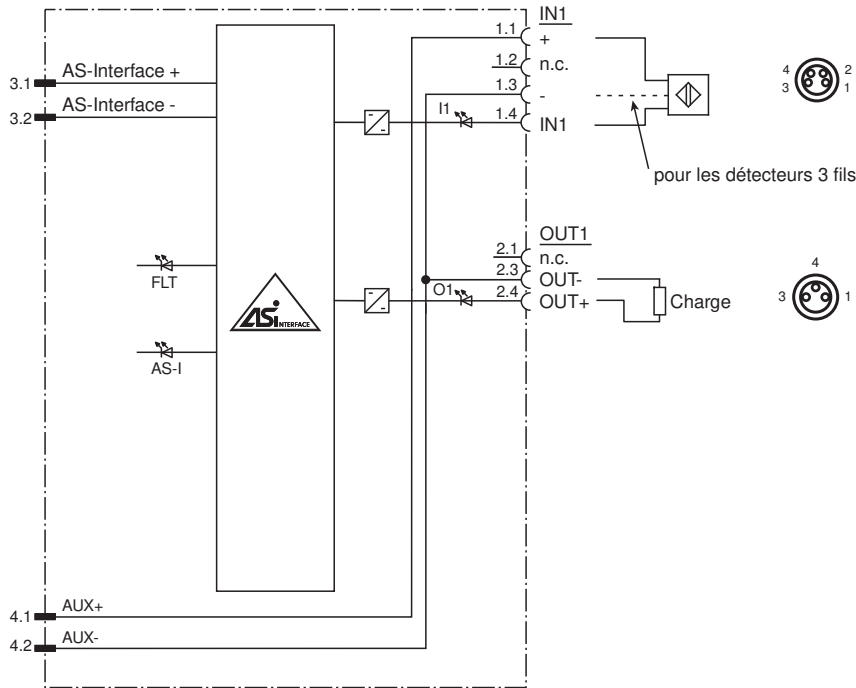 IN1
1.1
+
1.2
n.c.
1.3
-
1.4
IN1
I1
4 2
3 1
pour les détecteurs 3 fils
3.1 AS-Interface +
3.2 AS-Interface -
OUT1
2.1
n.c.
2.3
OUT-
2.4
OUT+
O1
Charge
4
3 1
FLT
ASi INTERFACE
AS-I
4.1 AUX+
4.2 AUX-